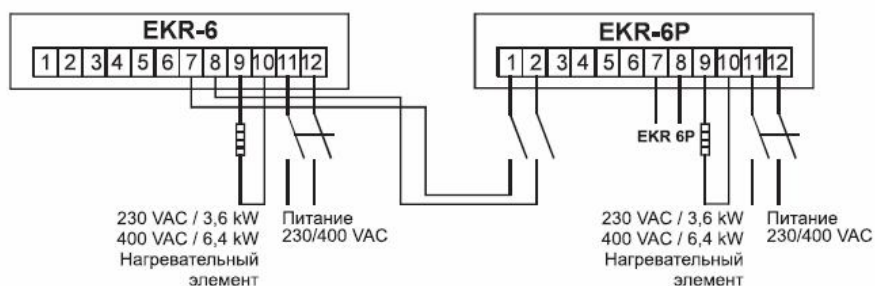 EKR-6
1 2 3 4 5 6 7 8 9 10 11 12
230 VAC / 3,6 kW
400 VAC / 6,4 kW
Нагревательный
элемент
Питание
230/400 VAC
EKR-6P
1 2 3 4 5 6 7 8 9 10 11 12
EKR 6P
230 VAC / 3,6 kW
400 VAC / 6,4 kW
Нагревательный
элемент
Питание
230/400 VAC